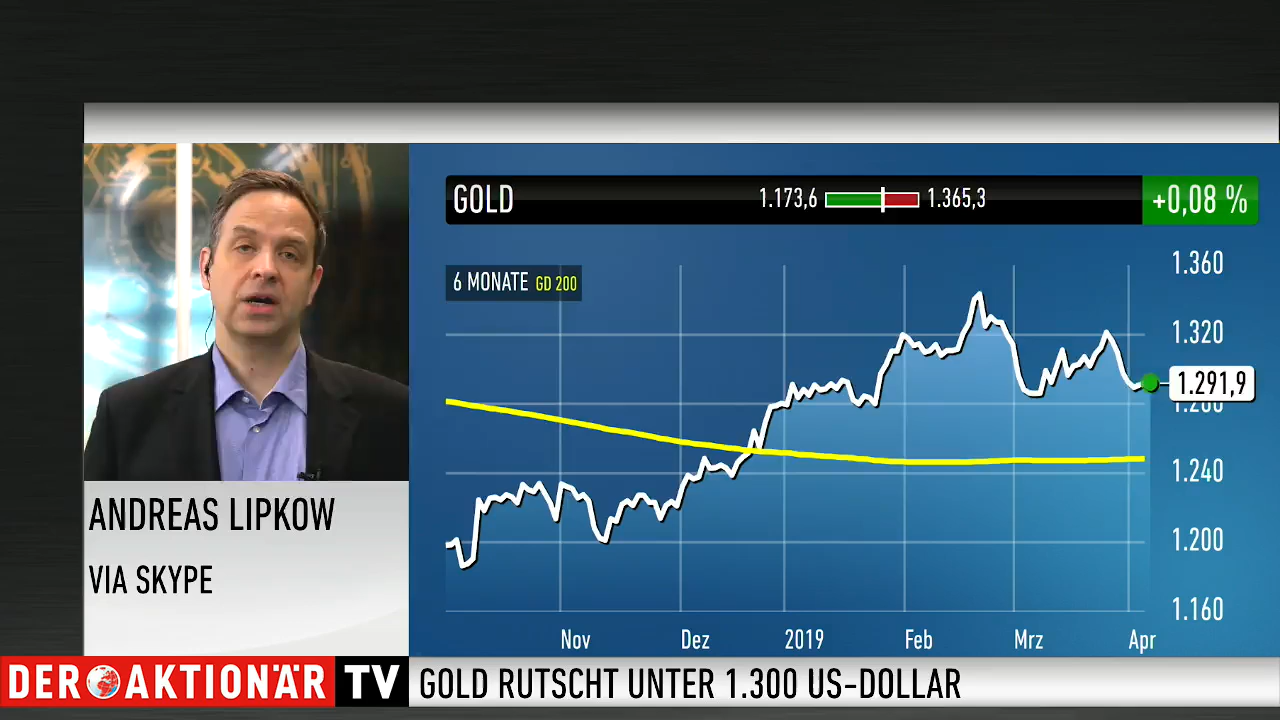 GOLD
1.173,6
1.365,3
+0,08 %
6 MONATE GD 200
1.360
1.320
1.291,9
1.280
1.240
1.200
1.160
Nov Dez 2019 Feb Mrz Apr
ANDREAS LIPKOW
VIA SKYPE
DER AKTIONÄR TV
GOLD RUTSCHT UNTER 1.300 US-DOLLAR